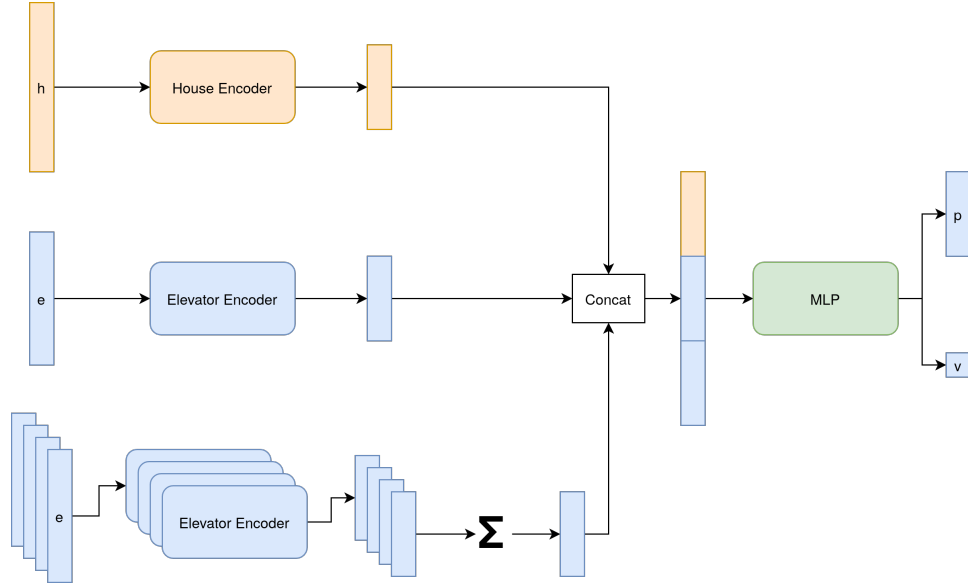 h
House Encoder
e
Elevator Encoder
Concat
MLP
p
v
e
Elevator Encoder
Σ